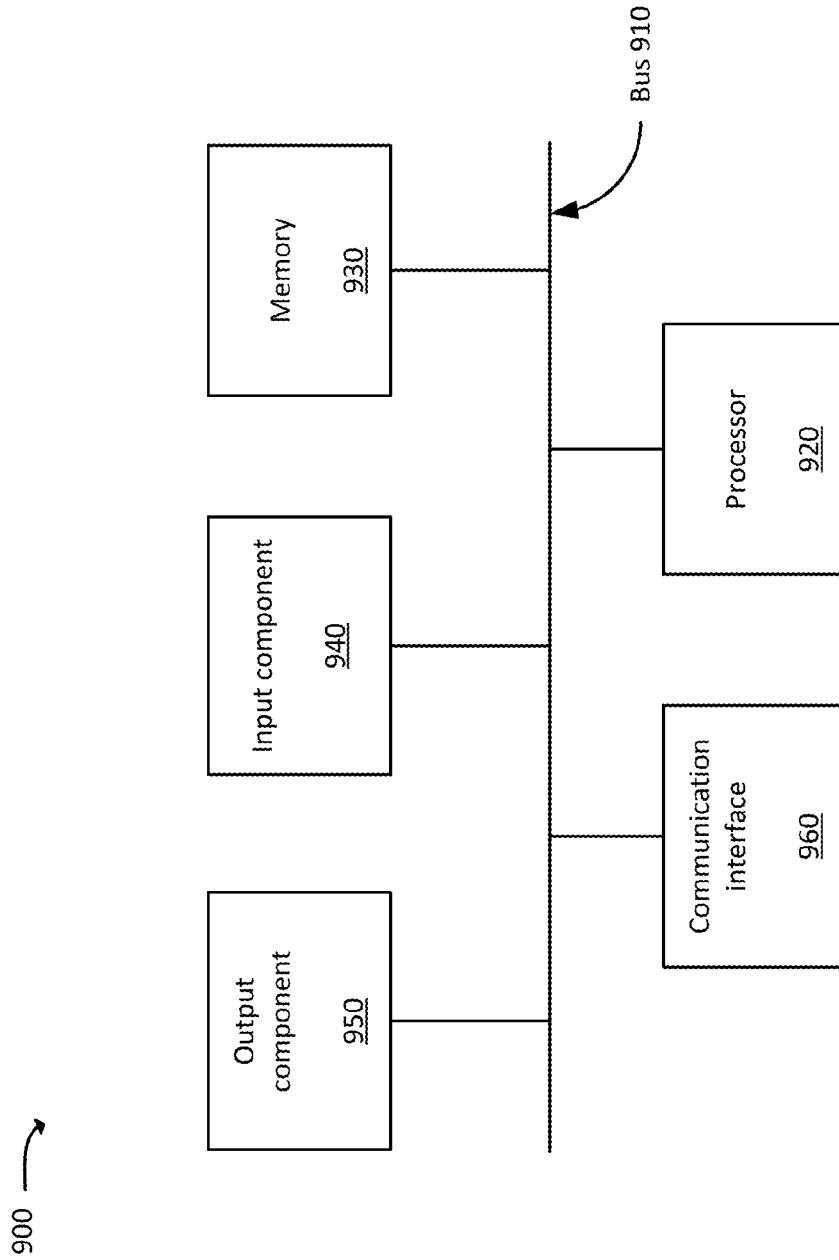 900
Output
component
950
Input component
940
Memory
930
Communication
interface
960
Processor
920
Bus 910